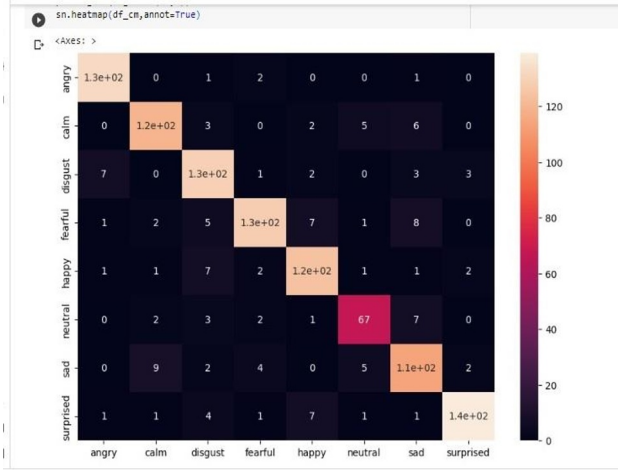 sn.heatmap(df_cm,annot=True)
<Axes: >
angry 1.3e+02 0 1 2 0 0 1 0
calm 0 1.2e+02 3 0 2 5 6 0
disgust 7 0 1.3e+02 1 2 0 3 3
fearful 1 2 5 1.3e+02 7 1 8 0
happy 1 1 7 2 1.2e+02 1 1 2
neutral 0 2 3 2 1 67 7 0
sad 0 9 2 4 0 5 1.1e+02 2
surprised 1 1 4 1 7 1 1 1.4e+02
angry calm disgust fearful happy neutral sad surprised
120
100
80
60
40
20
0